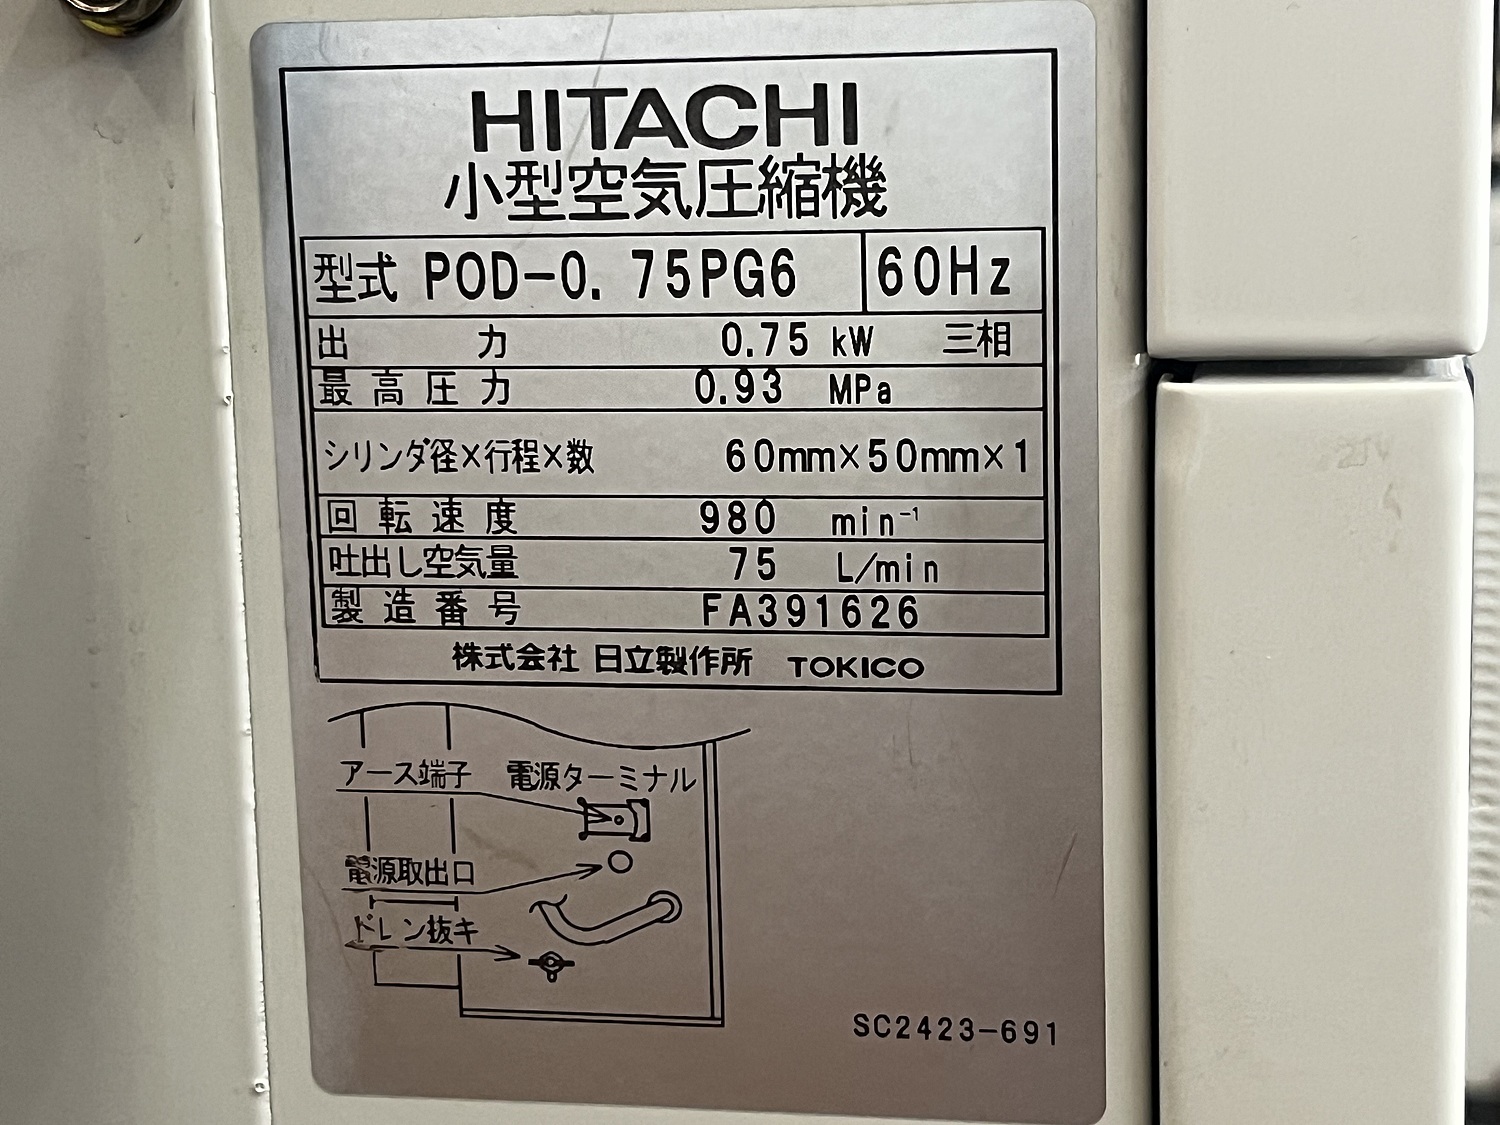 HITACHI
小型空気圧縮機
型式 POD-0.75PG6 60Hz
出力 0.75 kW 三相
最高圧力 0.93 MPa
シリンダ径×行程×数 60mm×50mm×1
回転速度 980 min⁻¹
吐出し空気量 75 L/min
製造番号 FA391626
株式会社 日立製作所 TOKICO
アース端子 電源ターミナル
電源取出口
ドレン抜キ
SC2423-691